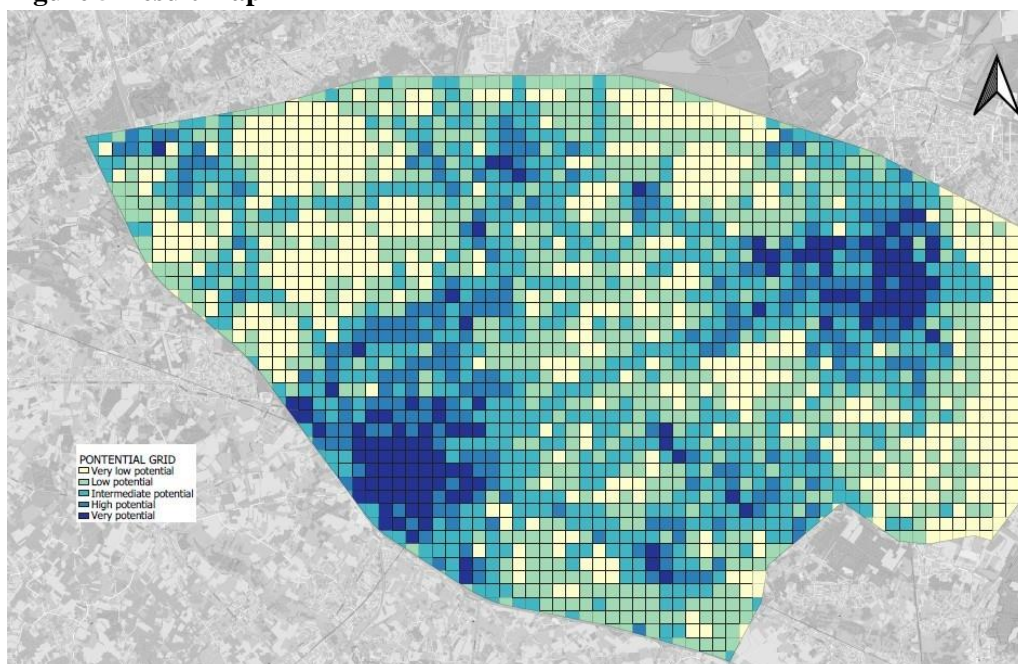 PONTENTIAL GRID
Very low potential
Low potential
Intermediate potential
High potential
Very potential